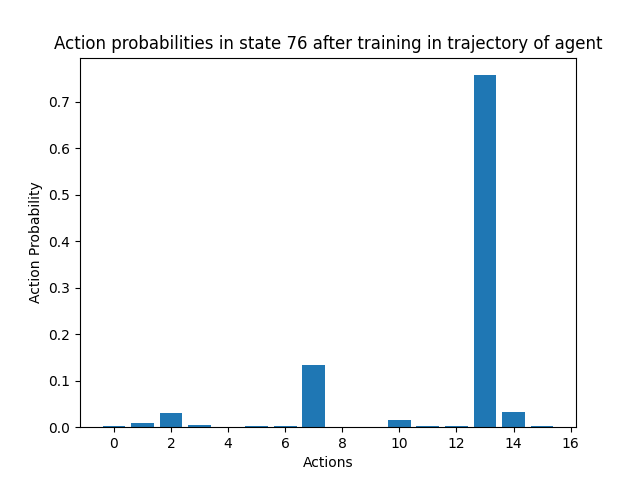 Action probabilities in state 76 after training in trajectory of agent
Action Probability
0.7
0.6
0.5
0.4
0.3
0.2
0.1
0.0
0 2 4 6 8 10 12 14 16
Actions